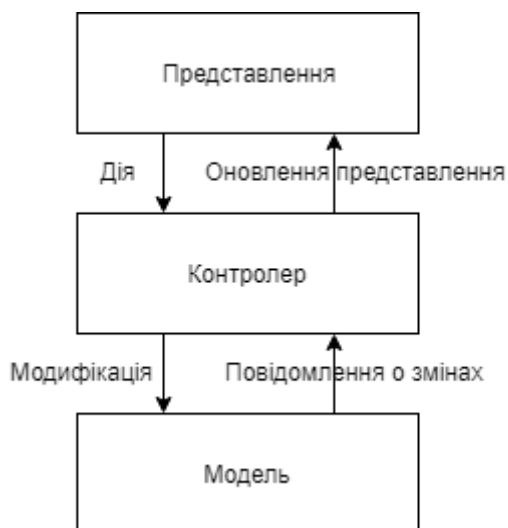 Представлення
Дія
Оновлення представлення
Контролер
Модифікація
Повідомлення о змінах
Модель